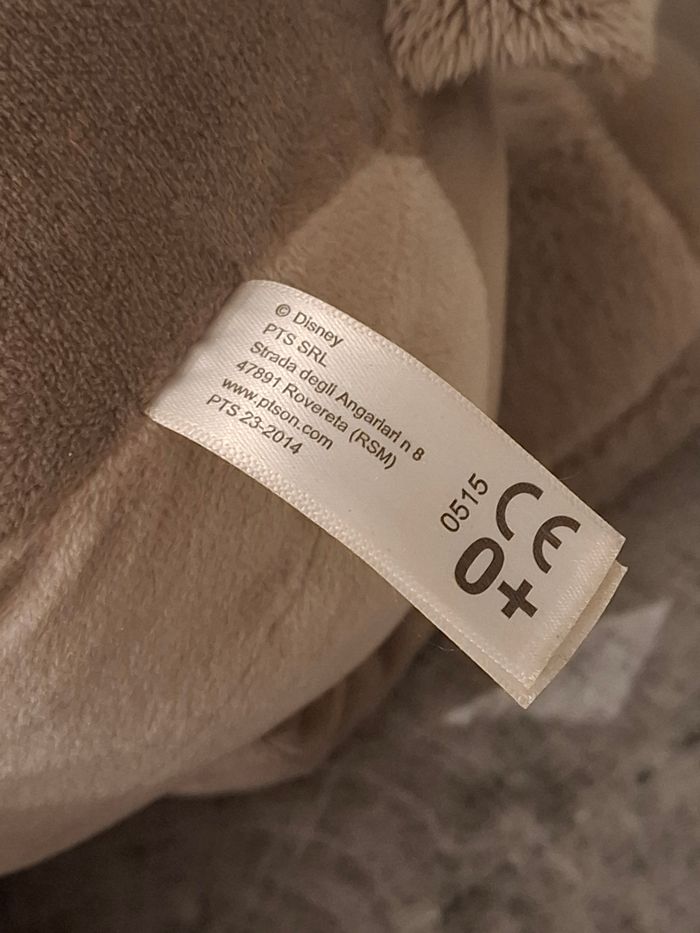 © Disney
PTS SRL
Strada degli Angariari n 8
47891 Rovereta (RSM)
www.ptson.com
PTS 23-2014
0515
CE
0+